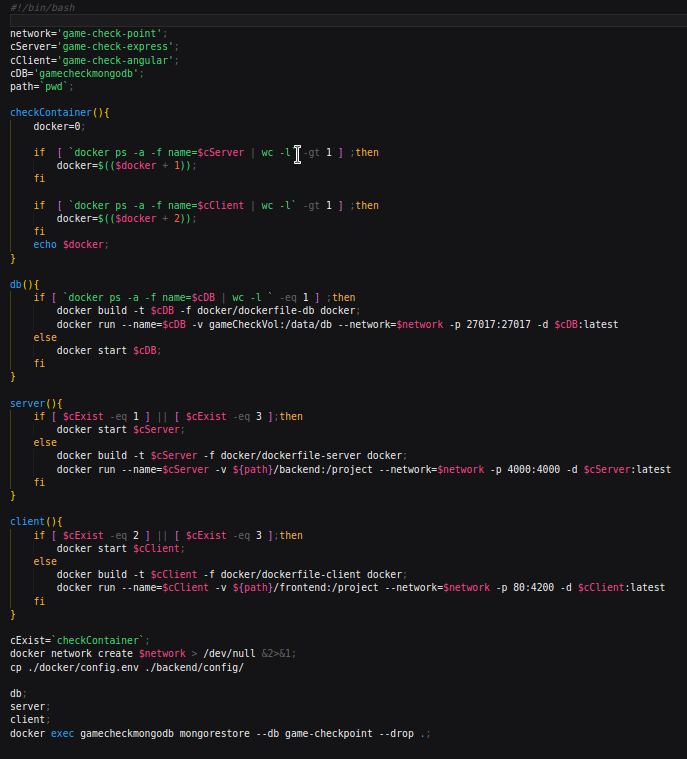 #!/bin/bash
network='game-check-point';
cServer='game-check-express';
cClient='game-check-angular';
cDB='gamecheckmongodb';
path=`pwd`;
checkContainer(){
docker=0;
if  [ `docker ps -a -f name=$cServer | wc -l` -gt 1 ] ;then
docker=$(($docker + 1));
fi
if  [ `docker ps -a -f name=$cClient | wc -l` -gt 1 ] ;then
docker=$(($docker + 2));
fi
echo $docker;
}
db(){
if [ `docker ps -a -f name=$cDB | wc -l ` -eq 1 ] ;then
docker build -t $cDB -f docker/dockerfile-db docker;
docker run --name=$cDB -v gameCheckVol:/data/db --network=$network -p 27017:27017 -d $cDB:latest
else
docker start $cDB;
fi
}
server(){
if [ $cExist -eq 1 ] || [ $cExist -eq 3 ];then
docker start $cServer;
else
docker build -t $cServer -f docker/dockerfile-server docker;
docker run --name=$cServer -v ${path}/backend:/project --network=$network -p 4000:4000 -d $cServer:latest
fi
}
client(){
if [ $cExist -eq 2 ] || [ $cExist -eq 3 ];then
docker start $cClient;
else
docker build -t $cClient -f docker/dockerfile-client docker;
docker run --name=$cClient -v ${path}/frontend:/project --network=$network -p 80:4200 -d $cClient:latest
fi
}
cExist=`checkContainer`;
docker network create $network > /dev/null &2>&1;
cp ./docker/config.env ./backend/config/
db;
server;
client;
docker exec gamecheckmongodb mongorestore --db game-checkpoint --drop .;